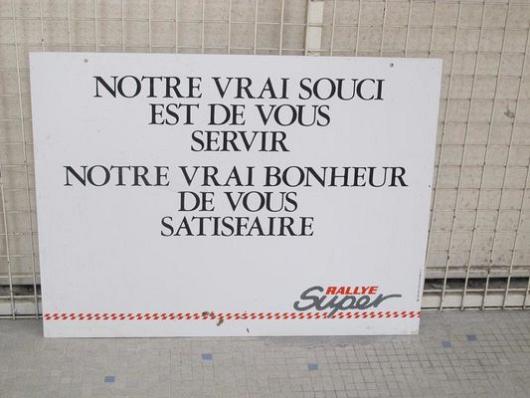 NOTRE VRAI SOUCI
EST DE VOUS
SERVIR
NOTRE VRAI BONHEUR
DE VOUS
SATISFAIRE
RALLYE
Super